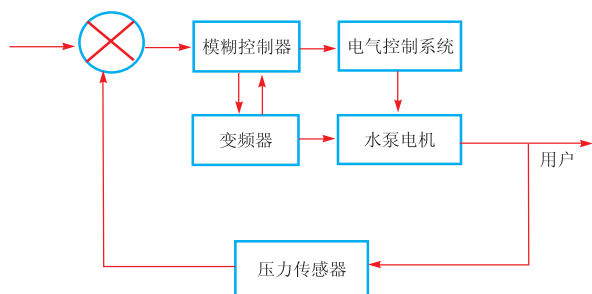 模糊控制器
电气控制系统
变频器
水泵电机
用户
压力传感器